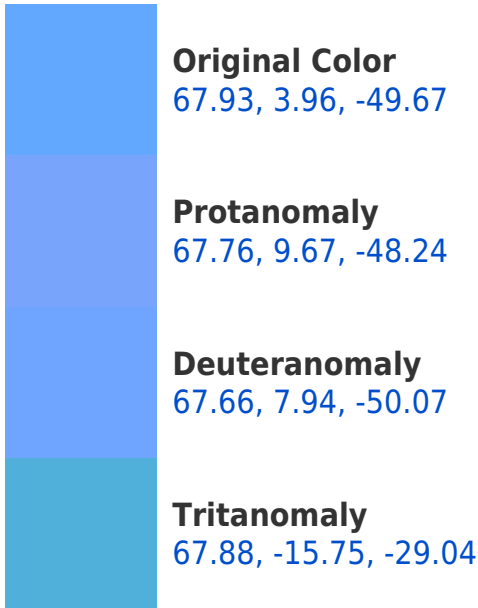 Original Color
67.93, 3.96, -49.67
Protanomaly
67.76, 9.67, -48.24
Deuteranomaly
67.66, 7.94, -50.07
Tritanomaly
67.88, -15.75, -29.04